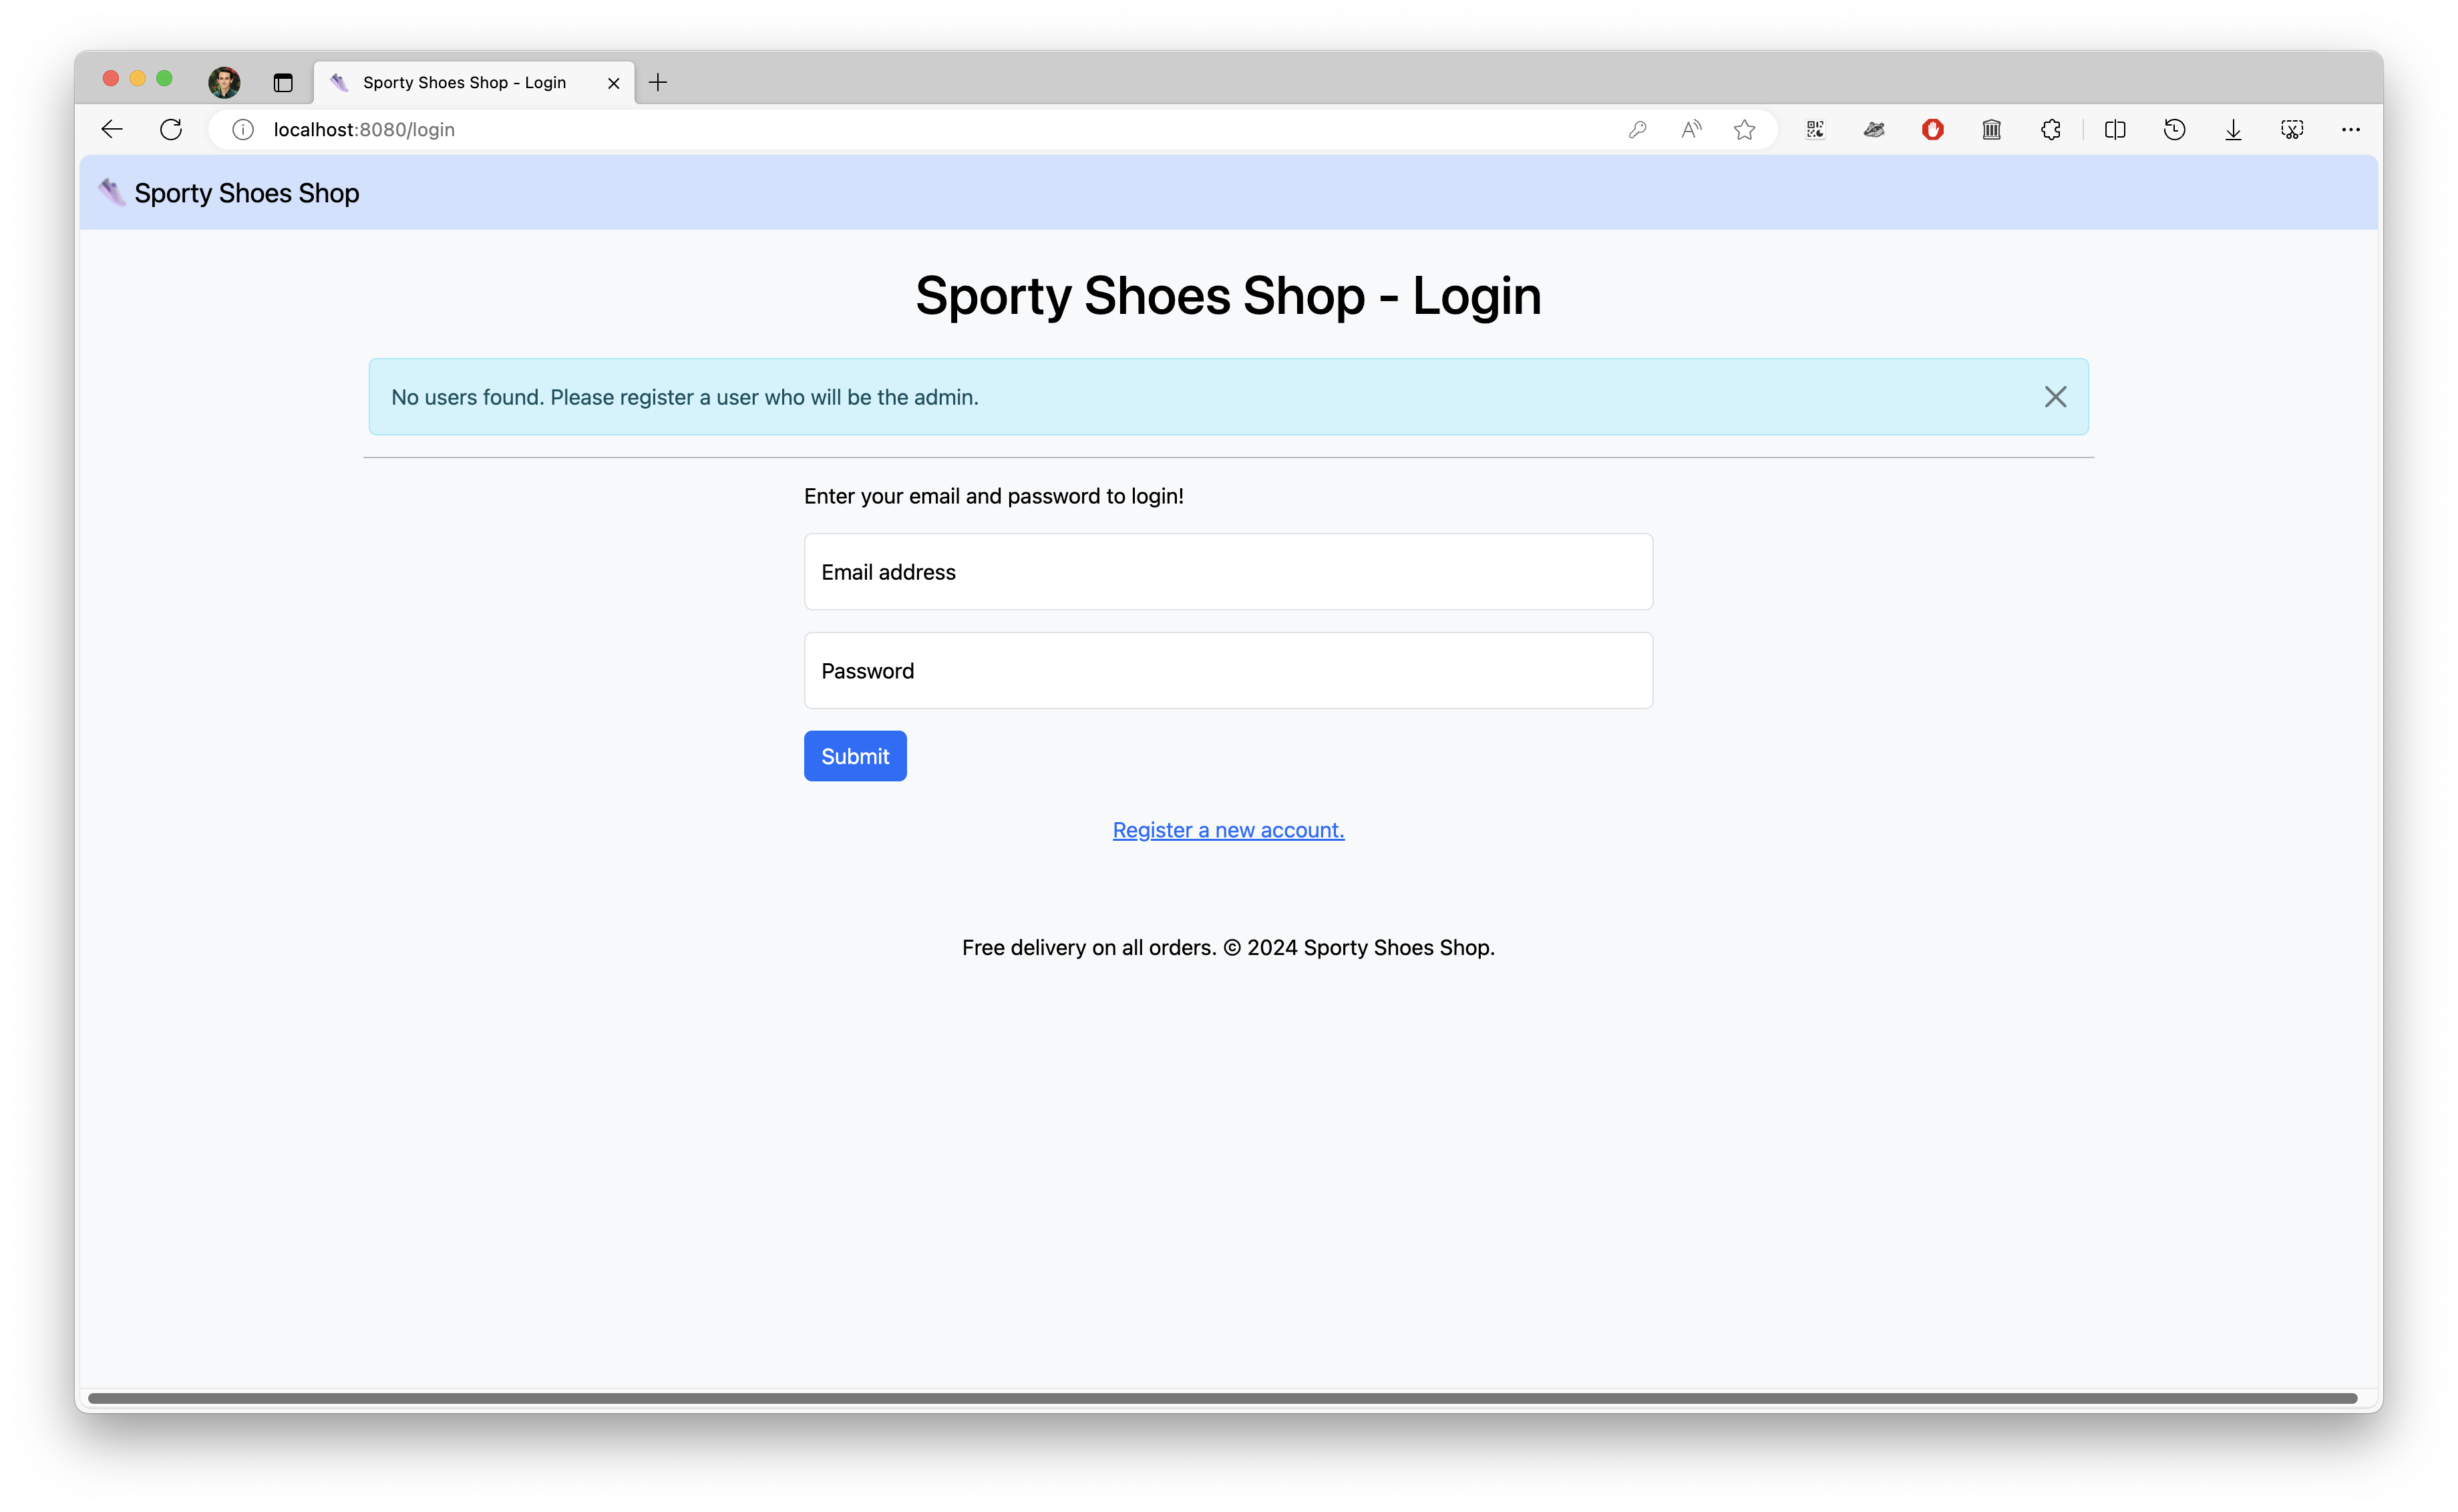 Sporty Shoes Shop - Login
localhost:8080/login
Sporty Shoes Shop
Sporty Shoes Shop - Login
No users found. Please register a user who will be the admin.
Enter your email and password to login!
Email address
Password
Submit
Register a new account.
Free delivery on all orders. © 2024 Sporty Shoes Shop.